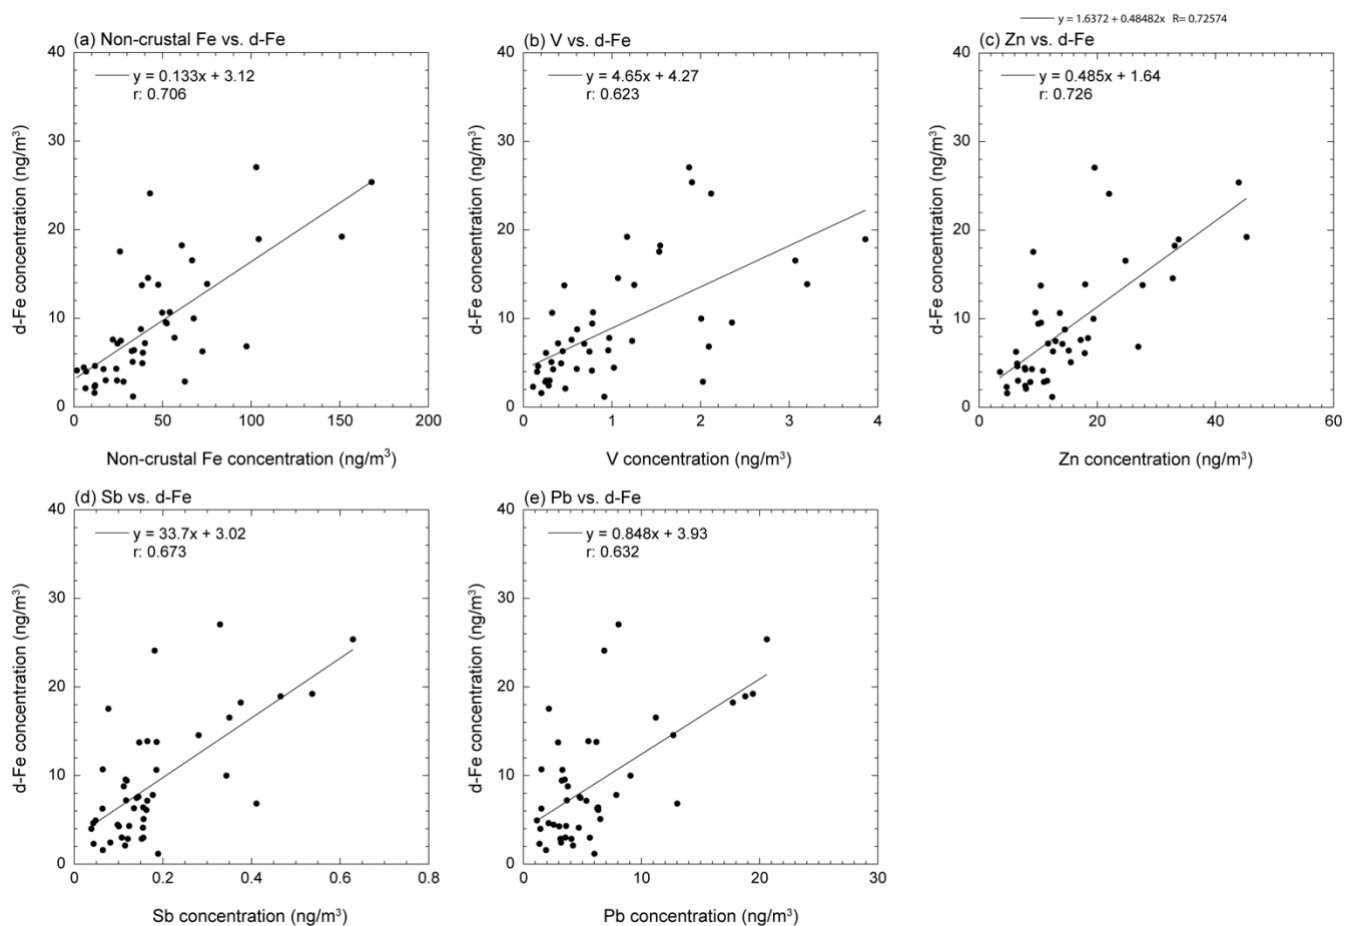 y = 1.6372 + 0.48482x R= 0.72574
(a) Non-crustal Fe vs. d-Fe
y = 0.133x + 3.12
r: 0.706
40
30
20
10
0
d-Fe concentration (ng/m³)
0 50 100 150 200
Non-crustal Fe concentration (ng/m³)
(b) V vs. d-Fe
y = 4.65x + 4.27
r: 0.623
40
30
20
10
0
d-Fe concentration (ng/m³)
0 1 2 3 4
V concentration (ng/m³)
(c) Zn vs. d-Fe
y = 0.485x + 1.64
r: 0.726
40
30
20
10
0
d-Fe concentration (ng/m³)
0 20 40 60
Zn concentration (ng/m³)
(d) Sb vs. d-Fe
y = 33.7x + 3.02
r: 0.673
40
30
20
10
0
d-Fe concentration (ng/m³)
0 0.2 0.4 0.6 0.8
Sb concentration (ng/m³)
(e) Pb vs. d-Fe
y = 0.848x + 3.93
r: 0.632
40
30
20
10
0
d-Fe concentration (ng/m³)
0 10 20 30
Pb concentration (ng/m³)